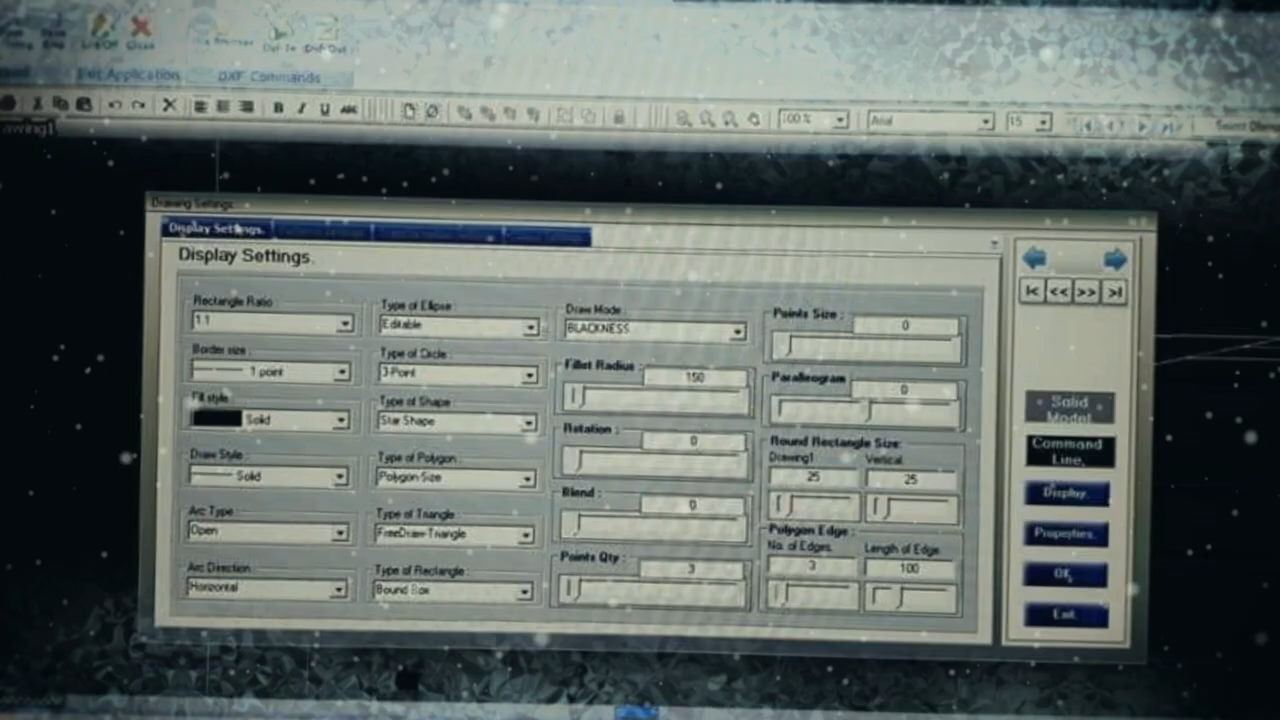 Close
Exit Application
DXF Commands
B I U ABC
100% Arial 15
awing1
Drawing Settings
Display Settings.
Display Settings.
Rectangle Ratio
1:1
Border size :
1 point
Fill style
Solid
Draw Style :
Solid
Arc Type
Open
Arc Direction
Horizontal
Type of Ellipse :
Editable
Type of Circle :
3-Point
Type of Shape :
Star Shape
Type of Polygon :
Polygon-Size
Type of Triangle
FreeDraw-Triangle
Type of Rectangle :
Bound Box
Draw Mode :
BLACKNESS
Fillet Radius :
150
Rotation :
0
Blend :
0
Points Qty :
3
Points Size :
0
Parallelogram
0
Round Rectangle Size:
Drawing1 Vertical
25 25
Polygon Edge :
No. of Edges Length of Edge
3 100
|< << >> >|
Solid
Model
Command
Line.
Display.
Properties.
Exit.